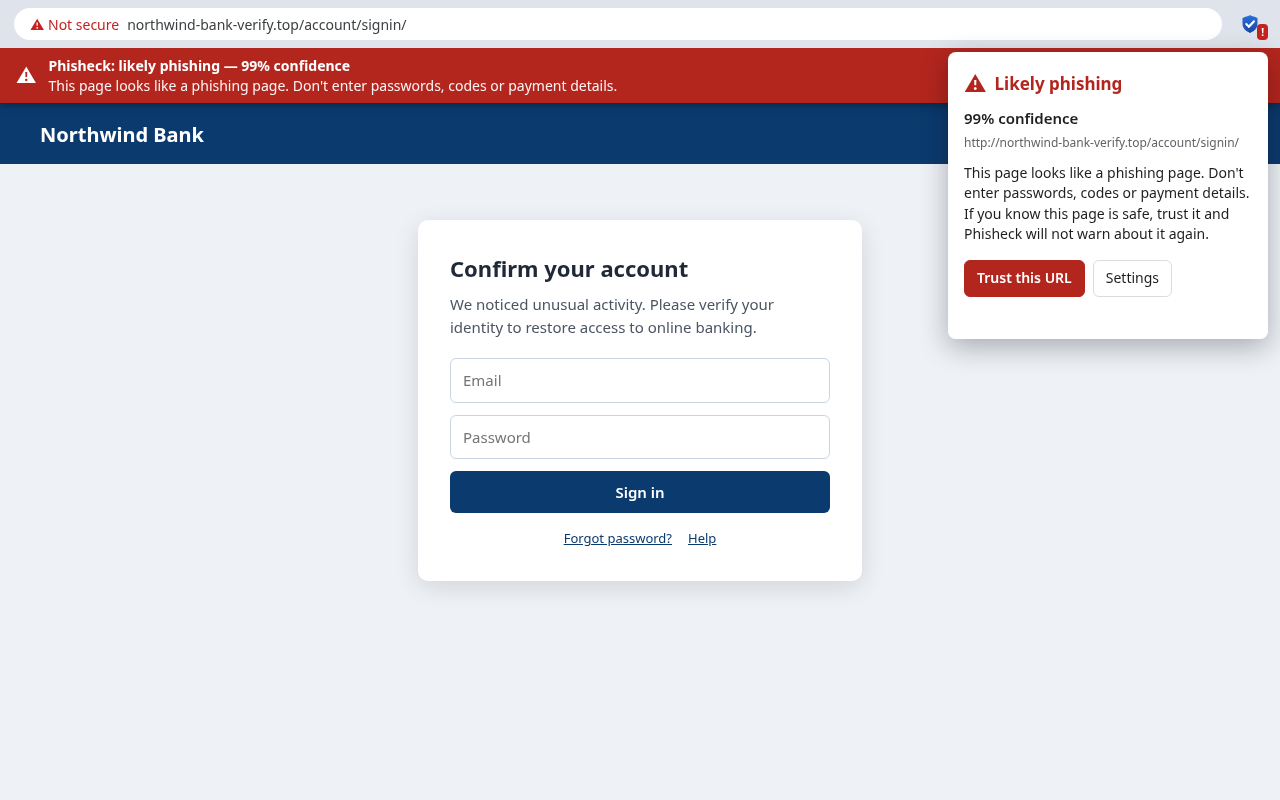 Not secure northwind-bank-verify.top/account/signin/
!
Phisheck: likely phishing — 99% confidence
This page looks like a phishing page. Don't enter passwords, codes or payment details.
Likely phishing
99% confidence
http://northwind-bank-verify.top/account/signin/
This page looks like a phishing page. Don't
enter passwords, codes or payment details.
If you know this page is safe, trust it and
Phisheck will not warn about it again.
Trust this URL Settings
Northwind Bank
Confirm your account
We noticed unusual activity. Please verify your
identity to restore access to online banking.
Email
Password
Sign in
Forgot password? Help